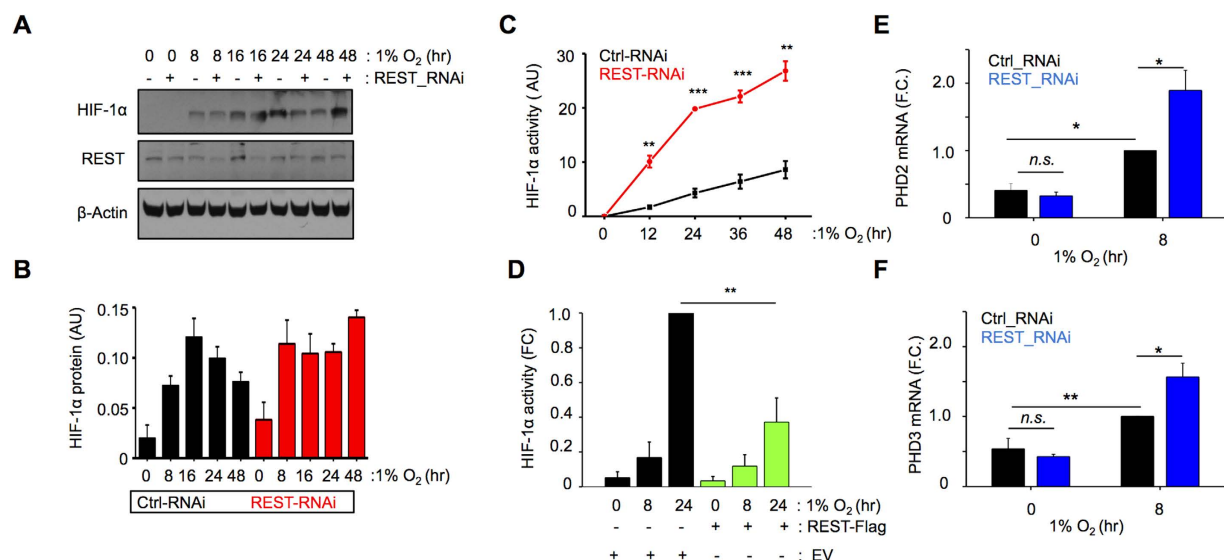 A
0 0 8 8 16 16 24 24 48 48 : 1% O₂ (hr)
- + - + - + - + - + : REST_RNAi
HIF-1α
REST
β-Actin
B
HIF-1α protein (AU)
0.15
0.10
0.05
0
0 8 16 24 48 0 8 16 24 48 :1% O₂ (hr)
Ctrl-RNAi REST-RNAi
C
Ctrl-RNAi
REST-RNAi
HIF-1α activity (AU)
30
20
10
0
** *** *** **
0 12 24 36 48 :1% O₂ (hr)
D
HIF-1α activity (FC)
1.0
0.8
0.6
0.4
0.2
0
**
0 8 24 0 8 24 : 1% O₂ (hr)
- - - + + + : REST-Flag
+ + + - - - : EV
E
Ctrl_RNAi
REST_RNAi
PHD2 mRNA (F.C.)
2.0
1.0
0
* n.s. *
0 8
1% O₂ (hr)
F
Ctrl_RNAi
REST_RNAi
PHD3 mRNA (F.C.)
2.0
1.0
0
** n.s. *
0 8
1% O₂ (hr)